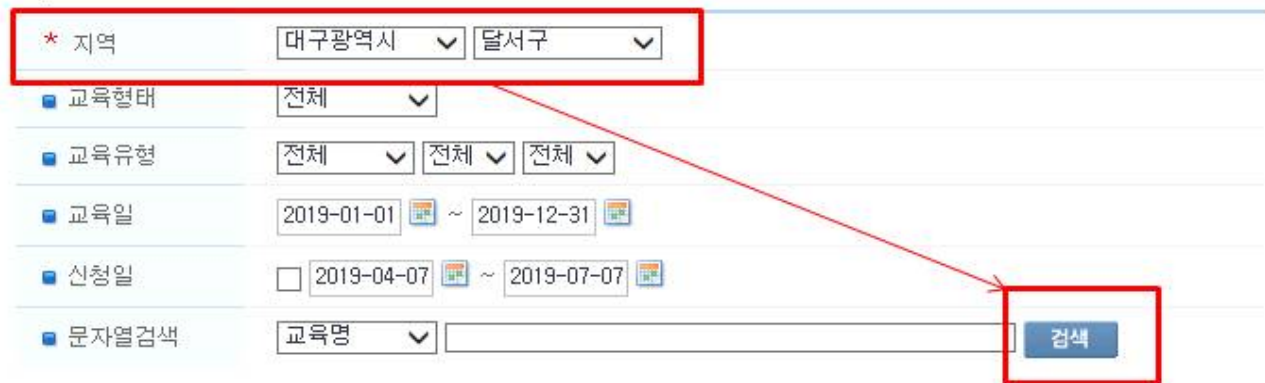 * 지역 대구광역시 달서구
교육형태 전체
교육유형 전체 전체 전체
교육일 2019-01-01 ~ 2019-12-31
신청일 2019-04-07 ~ 2019-07-07
문자열검색 교육명 검색